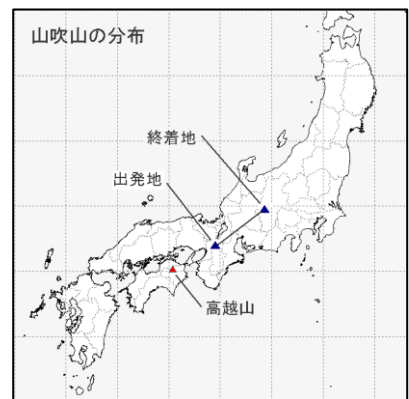 山吹山の分布
終着地
出発地
高越山